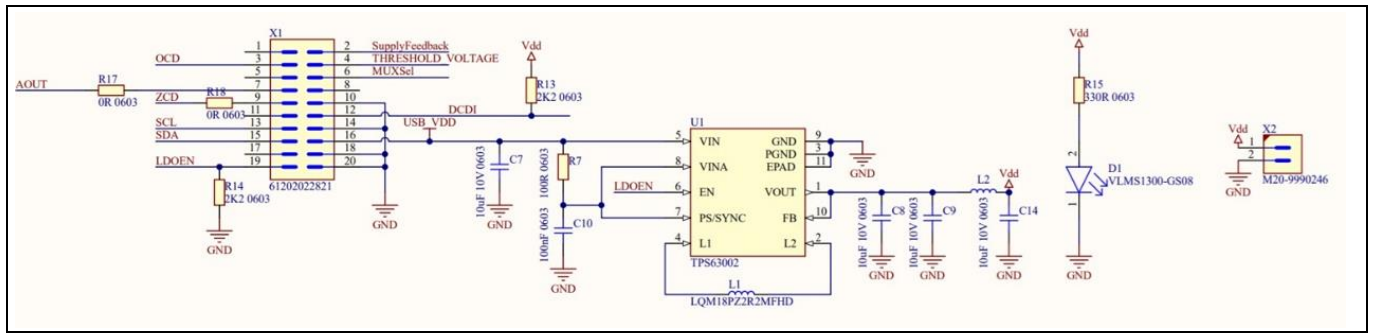 X1
1 2 SupplyFeedback
OCD 3 4 THRESHOLD_VOLTAGE
5 6 MUXSel
AOUT R17 0R 0603 7 8
ZCD R18 0R 0603 9 10
11 12 DCDI
SCL 13 14
SDA 15 16 USB_VDD
17 18
LDOEN 19 20
61202022821
R14
2K2 0603
GND
GND
Vdd
R13
2K2 0603
C7
10uF 10V 0603
GND
R7
100R 0603
C10
100nF 0603
GND
LDOEN
U1
5 VIN GND 9
PGND 3
8 VINA EPAD 11
6 EN VOUT 1
7 PS/SYNC FB 10
4 L1 L2 2
TPS63002
L1
LQM18PZ2R2MFHD
GND
C8
10uF 10V 0603
GND
C9
10uF 10V 0603
GND
L2
Vdd
C14
10uF 10V 0603
GND
Vdd
R15
330R 0603
2
D1
VLMS1300-GS08
1
GND
Vdd
X2
1
2
GND
M20-9990246